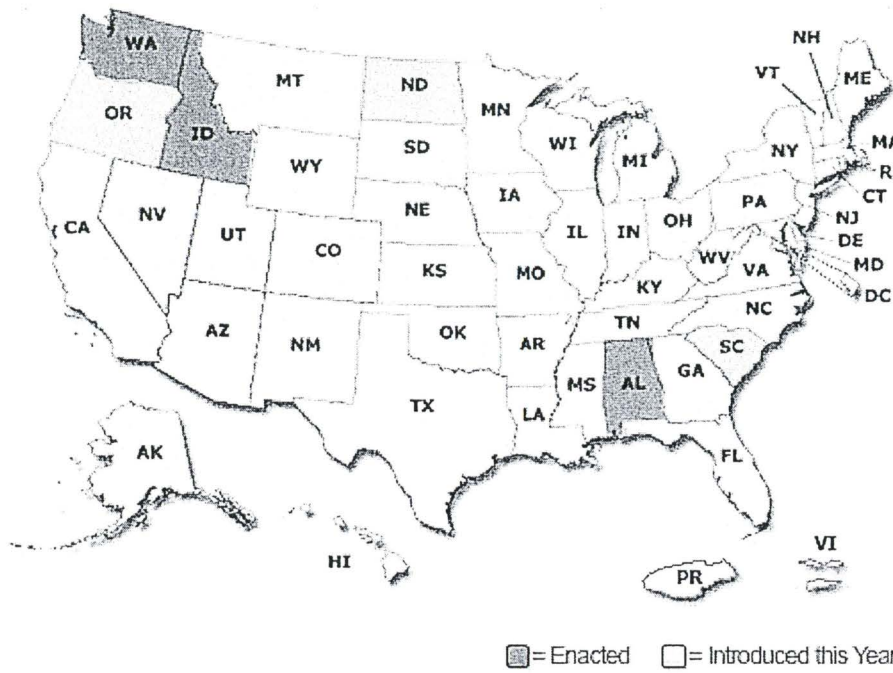 NH
WA
VT
ME
MT
ND
MN
OR
ID
MA
SD
WI
NY
MI
R
WY
CT
IA
PA
NE
NJ
NV
OH
CA
UT
IL
IN
DE
CO
WV
MD
VA
KS
MO
KY
DC
NC
TN
AZ
OK
NM
AR
SC
GA
MS
AL
TX
LA
AK
FL
VI
HI
PR
= Enacted = Introduced this Year